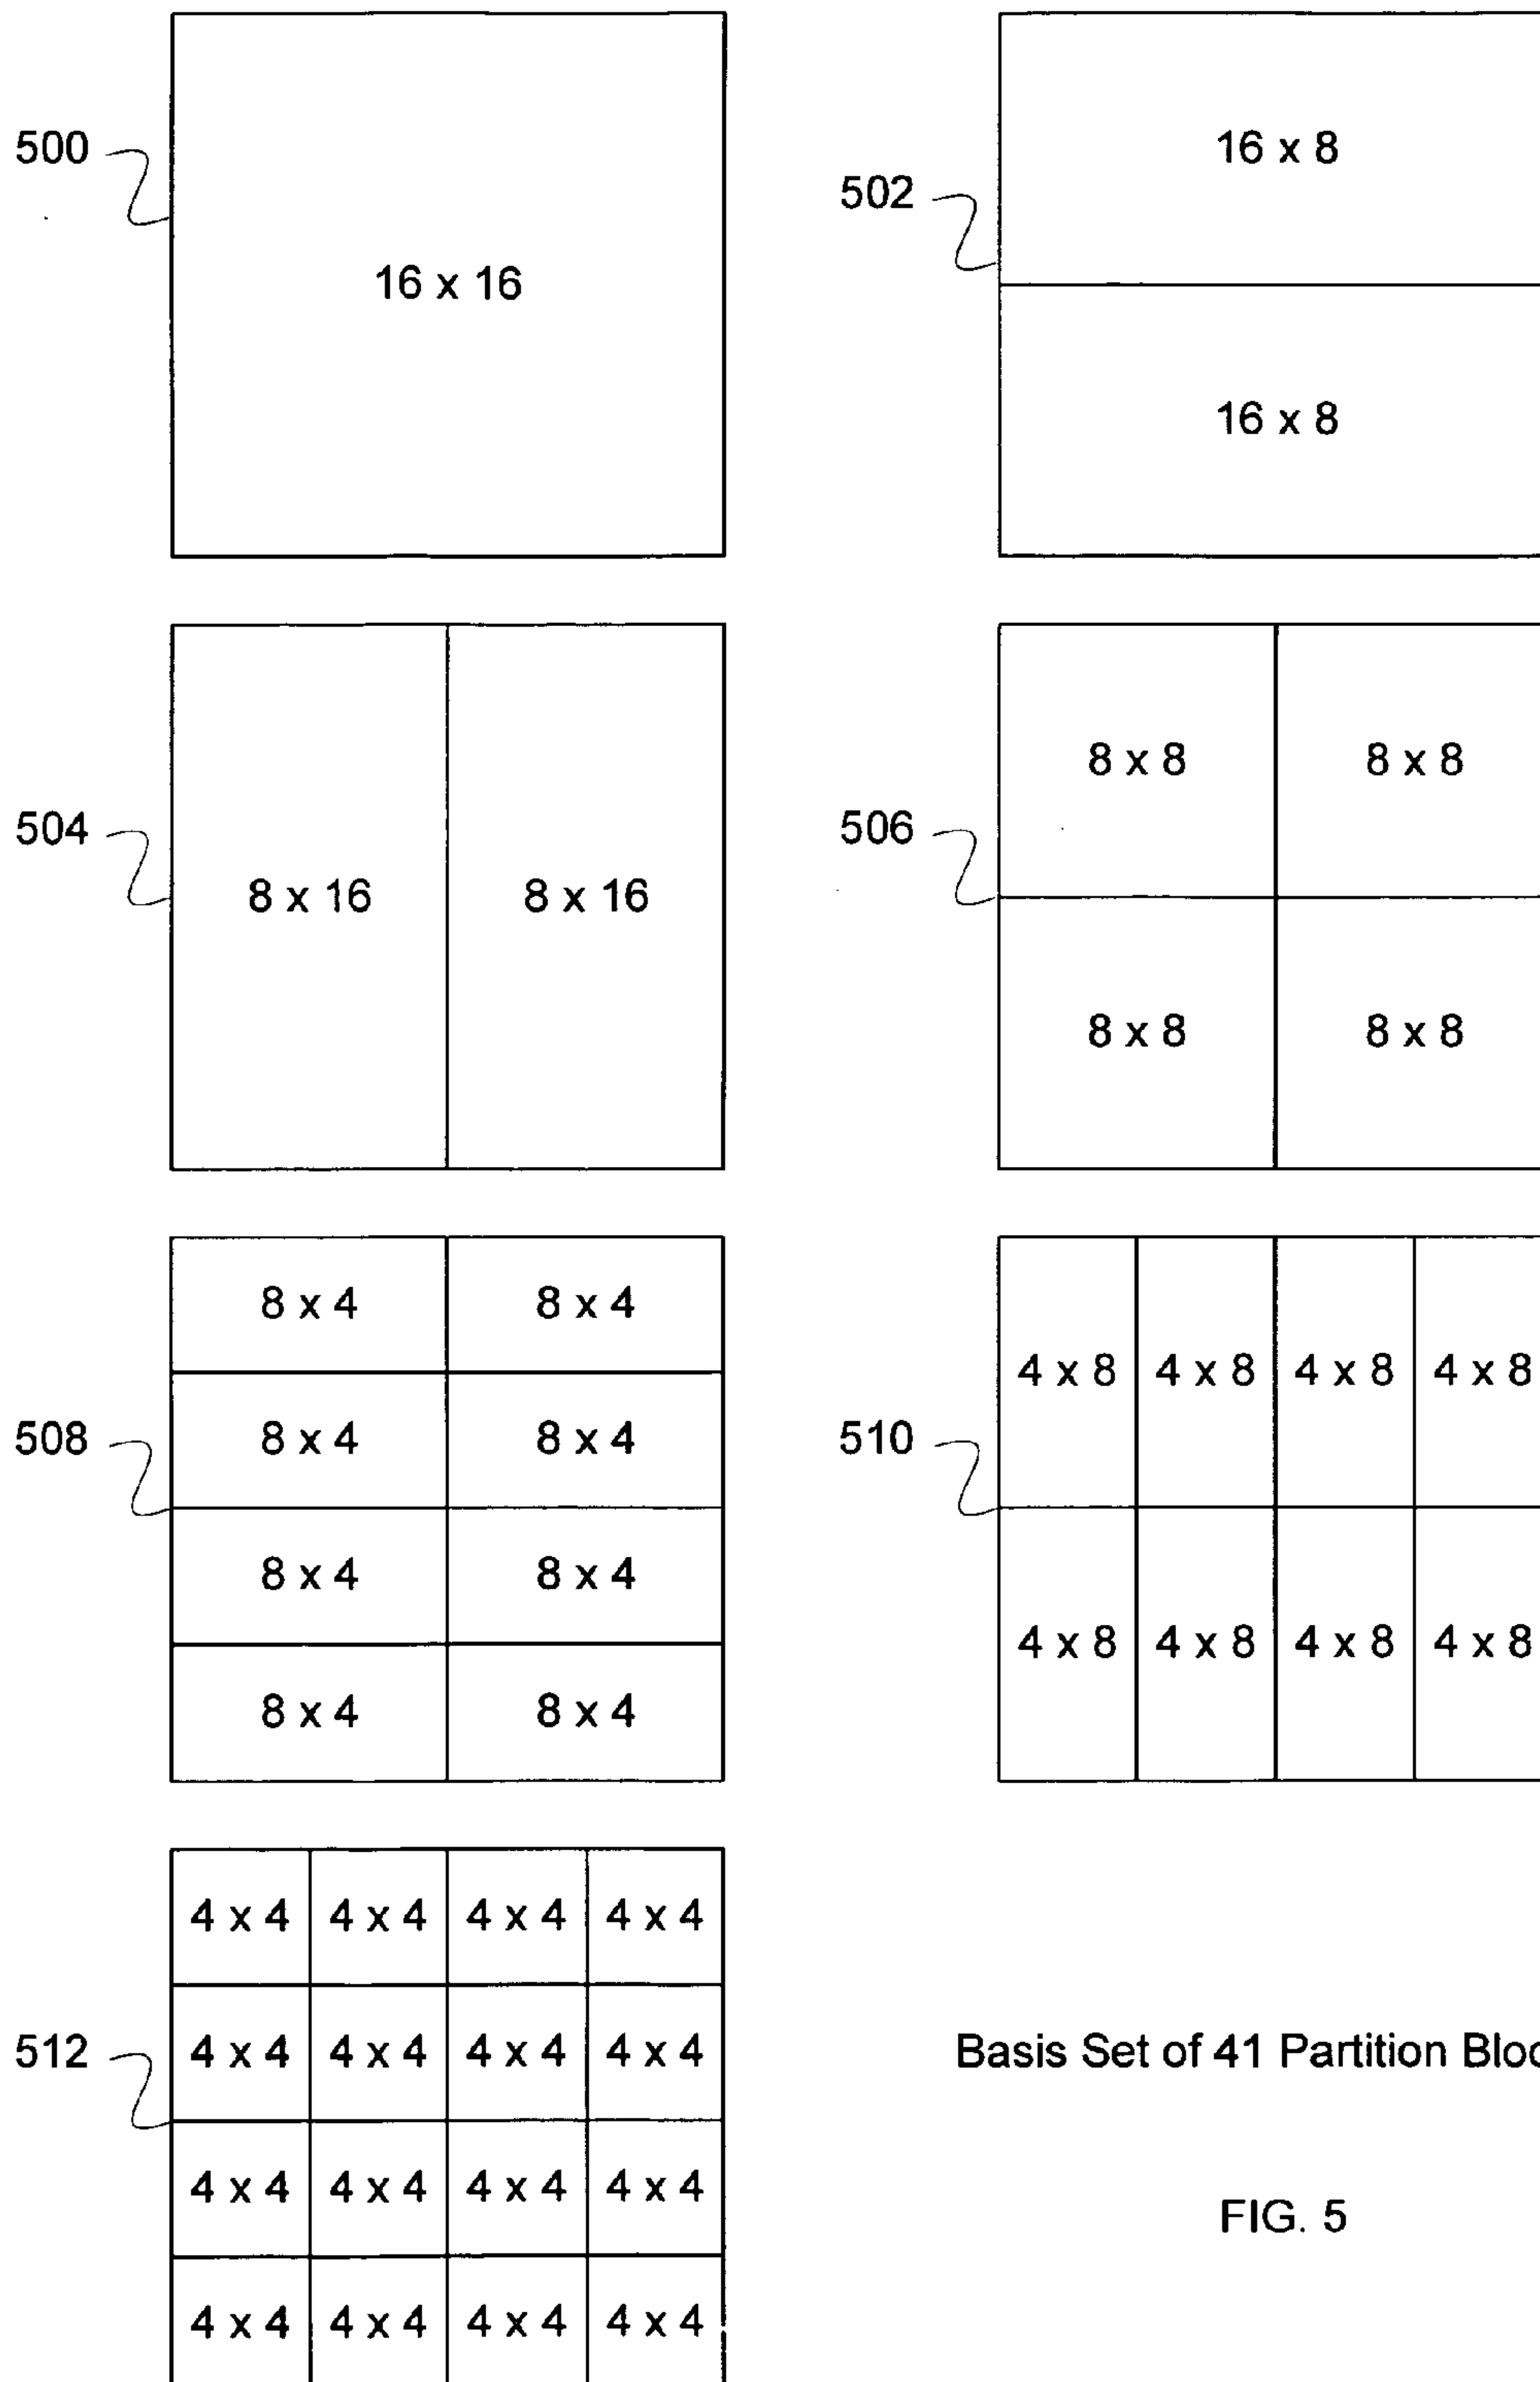 500
16 x 16
502
16 x 8
16 x 8
504
8 x 16 8 x 16
506
8 x 8 8 x 8
8 x 8 8 x 8
508
8 x 4 8 x 4
8 x 4 8 x 4
8 x 4 8 x 4
8 x 4 8 x 4
510
4 x 8 4 x 8 4 x 8 4 x 8
4 x 8 4 x 8 4 x 8 4 x 8
512
4 x 4 4 x 4 4 x 4 4 x 4
4 x 4 4 x 4 4 x 4 4 x 4
4 x 4 4 x 4 4 x 4 4 x 4
4 x 4 4 x 4 4 x 4 4 x 4
Basis Set of 41 Partition
FIG. 5